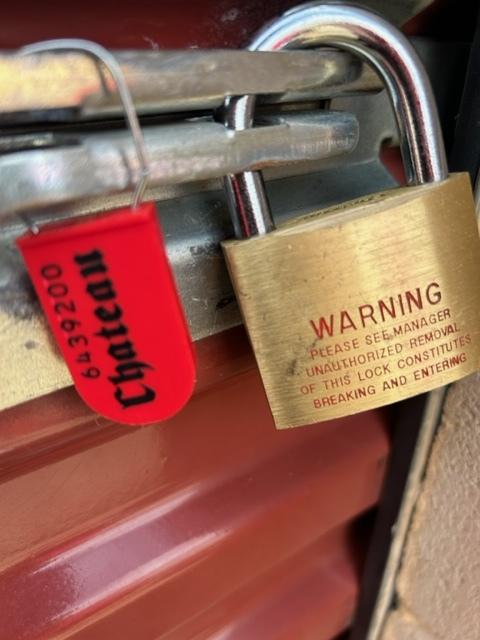 6439200
Chateau
WARNING
PLEASE SEE MANAGER
UNAUTHORIZED REMOVAL
OF THIS LOCK CONSTITUTES
BREAKING AND ENTERING